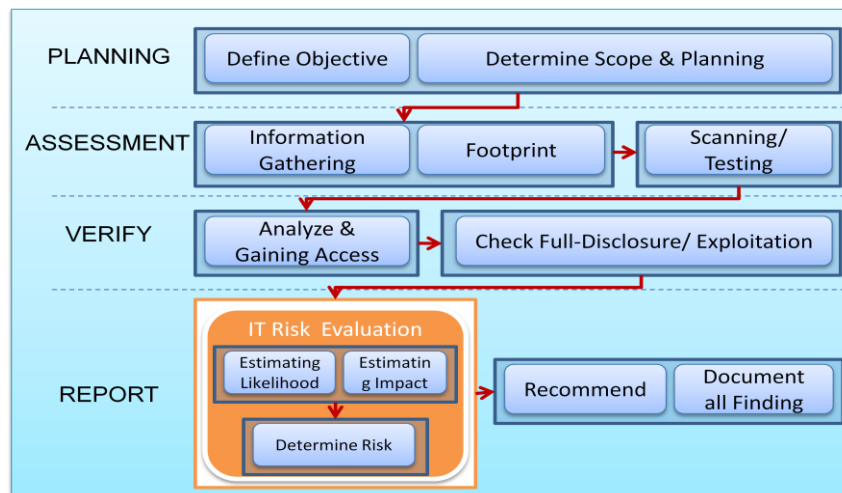 PLANNING
Define Objective
Determine Scope & Planning
ASSESSMENT
Information
Gathering
Footprint
Scanning/
Testing
VERIFY
Analyze &
Gaining Access
Check Full-Disclosure/ Exploitation
REPORT
IT Risk Evaluation
Estimating
Likelihood
Estimatin
g Impact
Determine Risk
Recommend
Document
all Finding